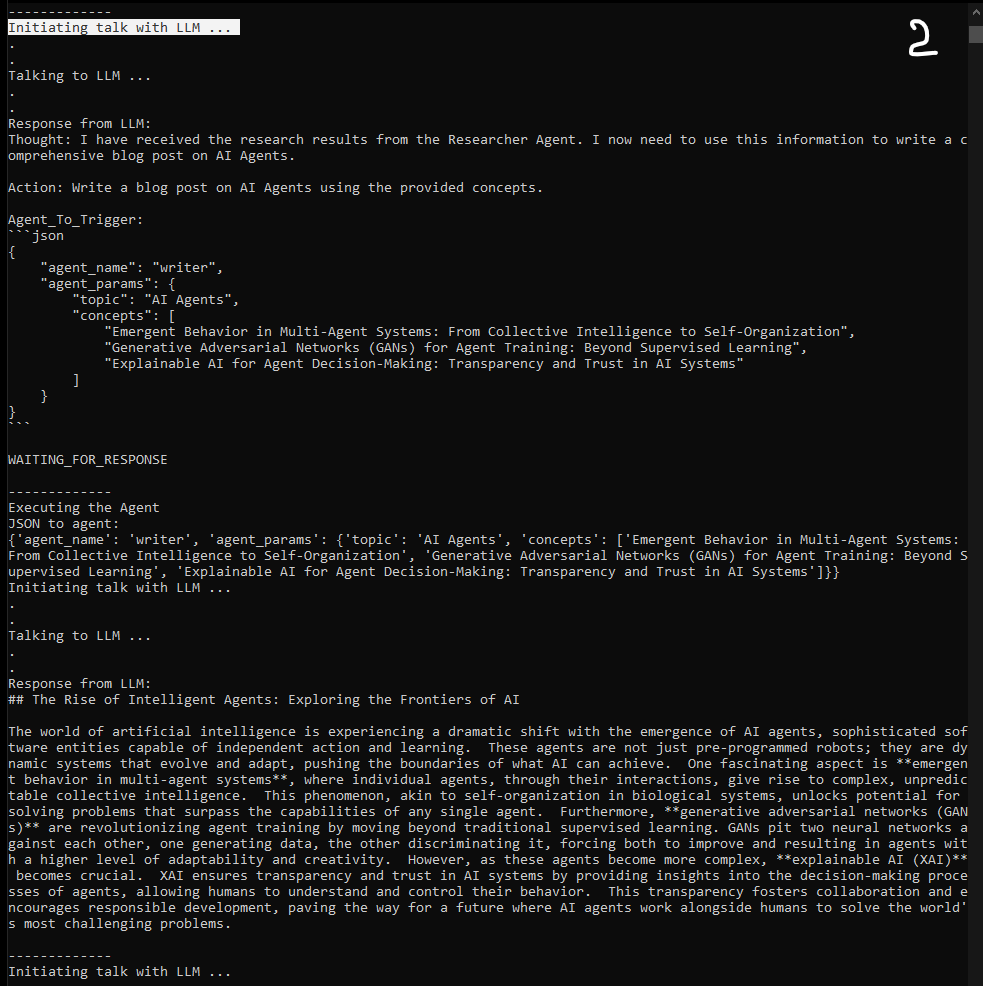 -------------
Initiating talk with LLM ...
2
.
.
Talking to LLM ...
.
.
Response from LLM:
Thought: I have received the research results from the Researcher Agent. I now need to use this information to write a c
omprehensive blog post on AI Agents.

Action: Write a blog post on AI Agents using the provided concepts.

Agent_To_Trigger:
```json
{
    "agent_name": "writer",
    "agent_params": {
        "topic": "AI Agents",
        "concepts": [
            "Emergent Behavior in Multi-Agent Systems: From Collective Intelligence to Self-Organization",
            "Generative Adversarial Networks (GANs) for Agent Training: Beyond Supervised Learning",
            "Explainable AI for Agent Decision-Making: Transparency and Trust in AI Systems"
        ]
    }
}
```

WAITING_FOR_RESPONSE

-------------
Executing the Agent
JSON to agent:
{'agent_name': 'writer', 'agent_params': {'topic': 'AI Agents', 'concepts': ['Emergent Behavior in Multi-Agent Systems:
From Collective Intelligence to Self-Organization', 'Generative Adversarial Networks (GANs) for Agent Training: Beyond S
upervised Learning', 'Explainable AI for Agent Decision-Making: Transparency and Trust in AI Systems']}}
Initiating talk with LLM ...
.
.
Talking to LLM ...
.
.
Response from LLM:
## The Rise of Intelligent Agents: Exploring the Frontiers of AI

The world of artificial intelligence is experiencing a dramatic shift with the emergence of AI agents, sophisticated sof
tware entities capable of independent action and learning.  These agents are not just pre-programmed robots; they are dy
namic systems that evolve and adapt, pushing the boundaries of what AI can achieve.  One fascinating aspect is **emergen
t behavior in multi-agent systems**, where individual agents, through their interactions, give rise to complex, unpredic
table collective intelligence.  This phenomenon, akin to self-organization in biological systems, unlocks potential for
solving problems that surpass the capabilities of any single agent.  Furthermore, **generative adversarial networks (GAN
s)** are revolutionizing agent training by moving beyond traditional supervised learning. GANs pit two neural networks a
gainst each other, one generating data, the other discriminating it, forcing both to improve and resulting in agents wit
h a higher level of adaptability and creativity.  However, as these agents become more complex, **explainable AI (XAI)**
 becomes crucial.  XAI ensures transparency and trust in AI systems by providing insights into the decision-making proce
sses of agents, allowing humans to understand and control their behavior.  This transparency fosters collaboration and e
ncourages responsible development, paving the way for a future where AI agents work alongside humans to solve the world'
s most challenging problems.

-------------
Initiating talk with LLM ...